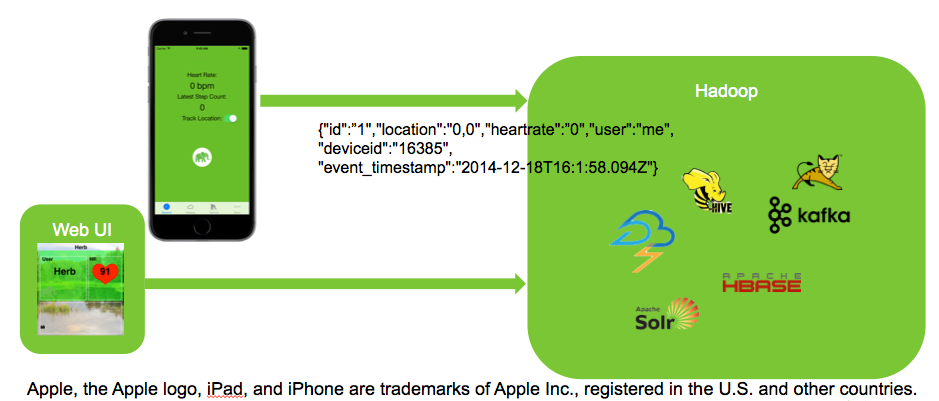 Heart Rate:
0 bpm
Latest Step Count:
0
Track Location:
Hadoop
{"id":"1","location":"0,0","heartrate":"0","user":"me",
"deviceid":"16385",
"event_timestamp":"2014-12-18T16:1:58.094Z"}
HIVE
kafka
APACHE
HBASE
Apache
Solr
Web UI
Herb
User
HR
Herb
91
Apple, the Apple logo, iPad, and iPhone are trademarks of Apple Inc., registered in the U.S. and other countries.